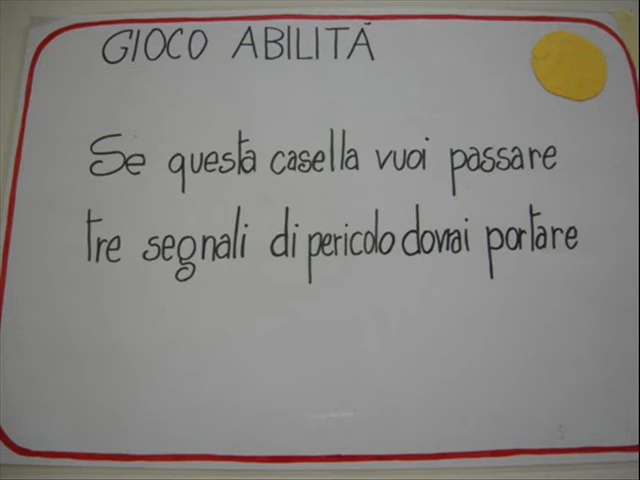 GIOCO ABILITÀ
Se questa casella vuoi passare
tre segnali di pericolo dovrai portare